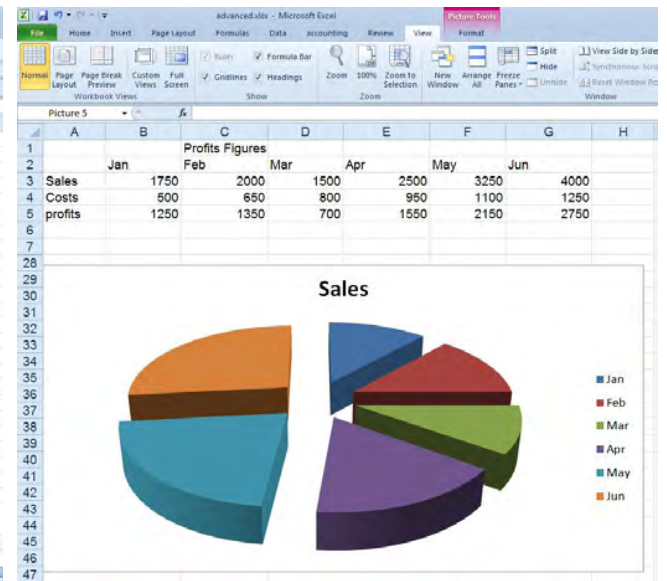 advanced.xlsx - Microsoft Excel
Picture Tools
File Home Insert Page Layout Formulas Data accounting Review View Format
Normal Page Layout Page Break Preview Custom Views Full Screen
Workbook Views
Ruler Formula Bar
Gridlines Headings
Show
Zoom 100% Zoom to Selection
Zoom
New Window Arrange All Freeze Panes
Split
Hide
Unhide
View Side by Side
Window
Picture 5 fx
A B C D E F G H
1 Profits Figures
2 Jan Feb Mar Apr May Jun
3 Sales 1750 2000 1500 2500 3250 4000
4 Costs 500 650 800 950 1100 1250
5 profits 1250 1350 700 1550 2150 2750
6
7
28
29
30
31
32
33
34
35
36
37
38
39
40
41
42
43
44
45
46
47
Sales
Jan
Feb
Mar
Apr
May
Jun